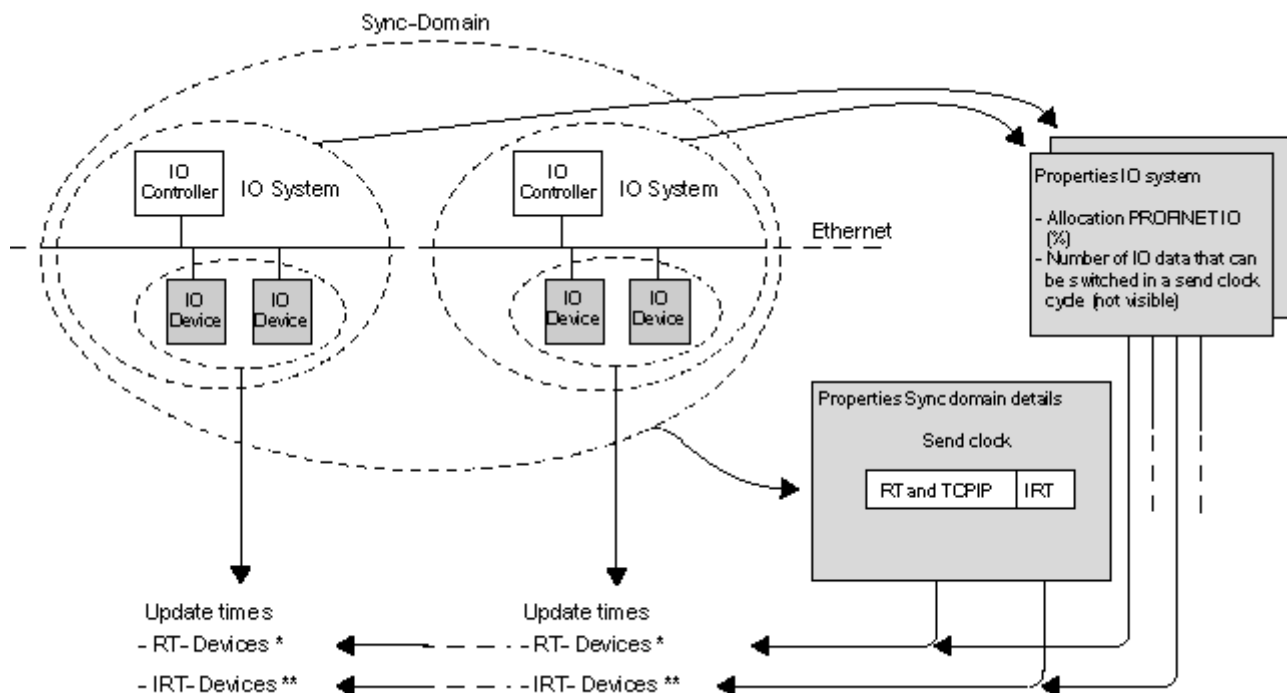 Sync-Domain
IO
Controller
IO System
IO
Controller
IO System
Ethernet
IO
Device
IO
Device
IO
Device
IO
Device
Properties IO system
- Allocation PROFINET IO
(%)
- Number of IO data that can
be switched in a send clock
cycle (not visible)
Properties Sync domain details
Send clock
RT and TCPIP
IRT
Update times
- RT- Devices *
- IRT- Devices **
Update times
- RT- Devices *
- IRT- Devices **